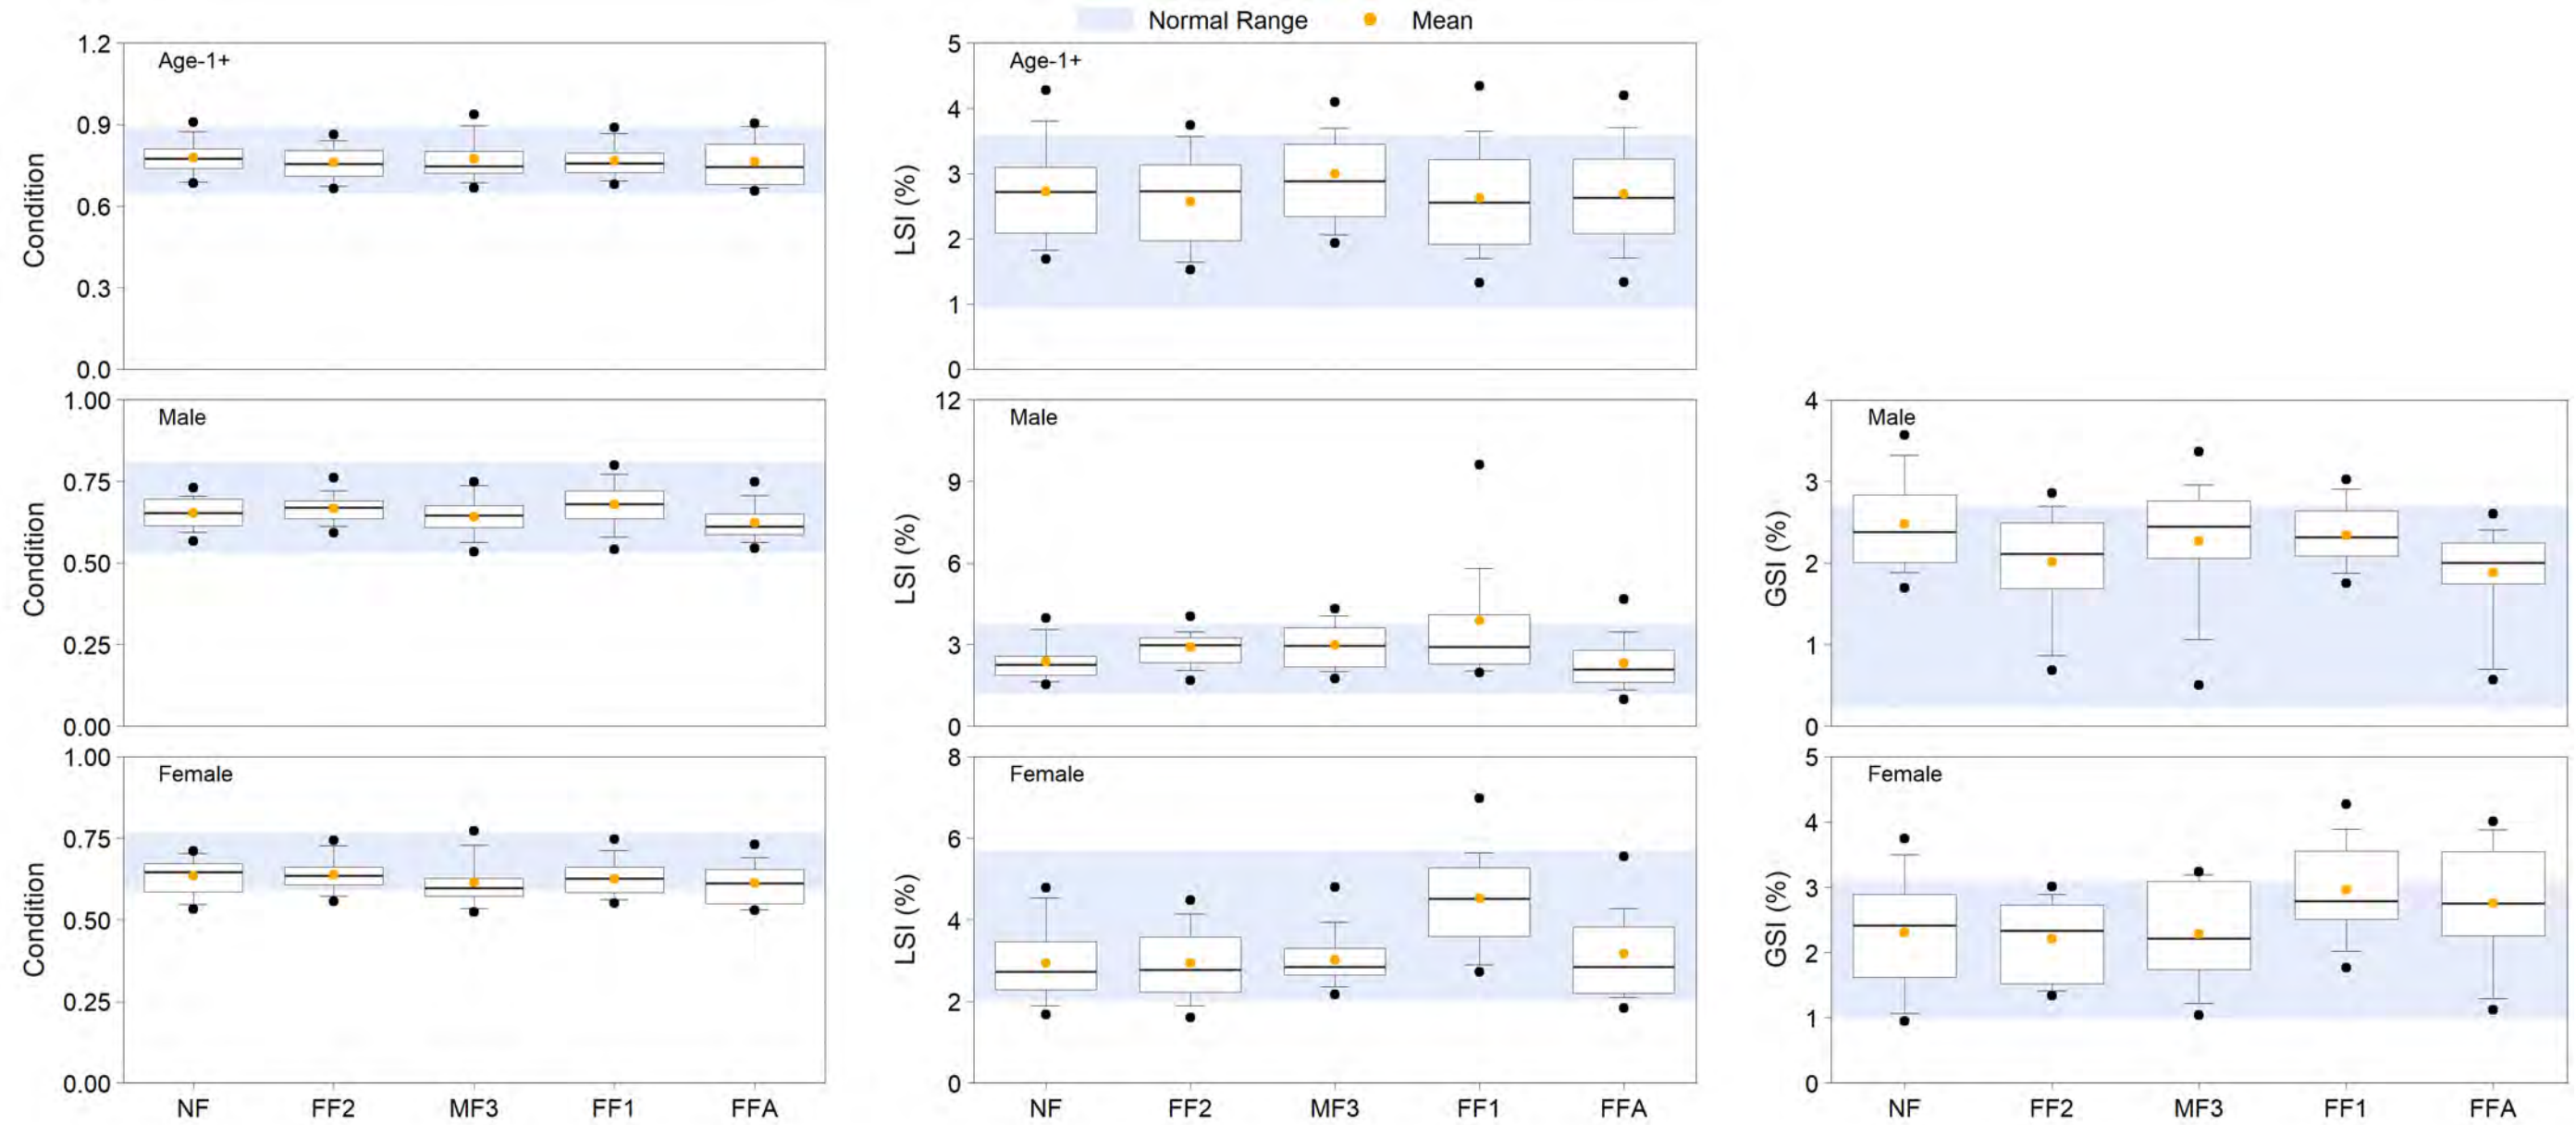 Normal Range Mean
Condition
1.2
0.9
0.6
0.3
0.0
Age-1+
LSI (%)
5
4
3
2
1
0
Age-1+
Condition
1.00
0.75
0.50
0.25
0.00
Male
LSI (%)
12
9
6
3
0
Male
GSI (%)
4
3
2
1
0
Male
Condition
1.00
0.75
0.50
0.25
0.00
Female
NF FF2 MF3 FF1 FFA
LSI (%)
8
6
4
2
0
Female
NF FF2 MF3 FF1 FFA
GSI (%)
5
4
3
2
1
0
Female
NF FF2 MF3 FF1 FFA